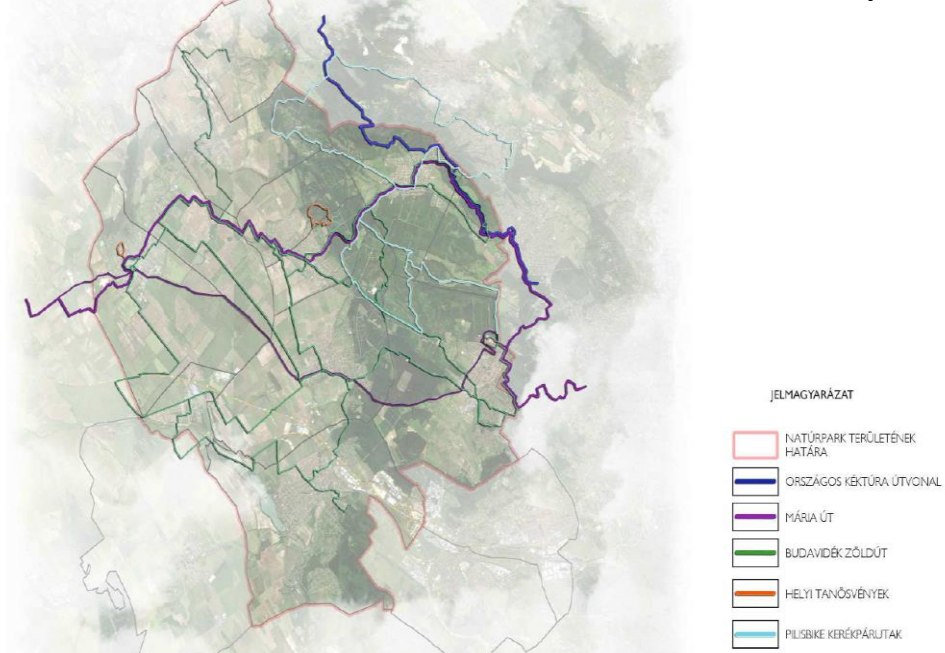 JELMAGYARÁZAT
NATÚRPARK TERÜLETÉNEK
HATÁRA
ORSZÁGOS KÉKTÚRA ÚTVONAL
MÁRIA ÚT
BUDAVIDÉK ZÖLDÚT
HELYI TANÖSVÉNYEK
PILISBIKE KERÉKPÁRUTAK